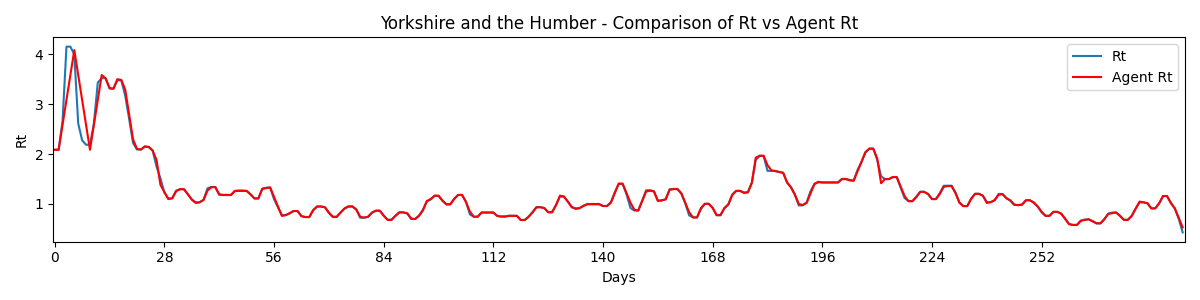 Yorkshire and the Humber - Comparison of Rt vs Agent Rt
Rt
Agent Rt
4
3
2
1
Rt
0 28 56 84 112 140 168 196 224 252
Days